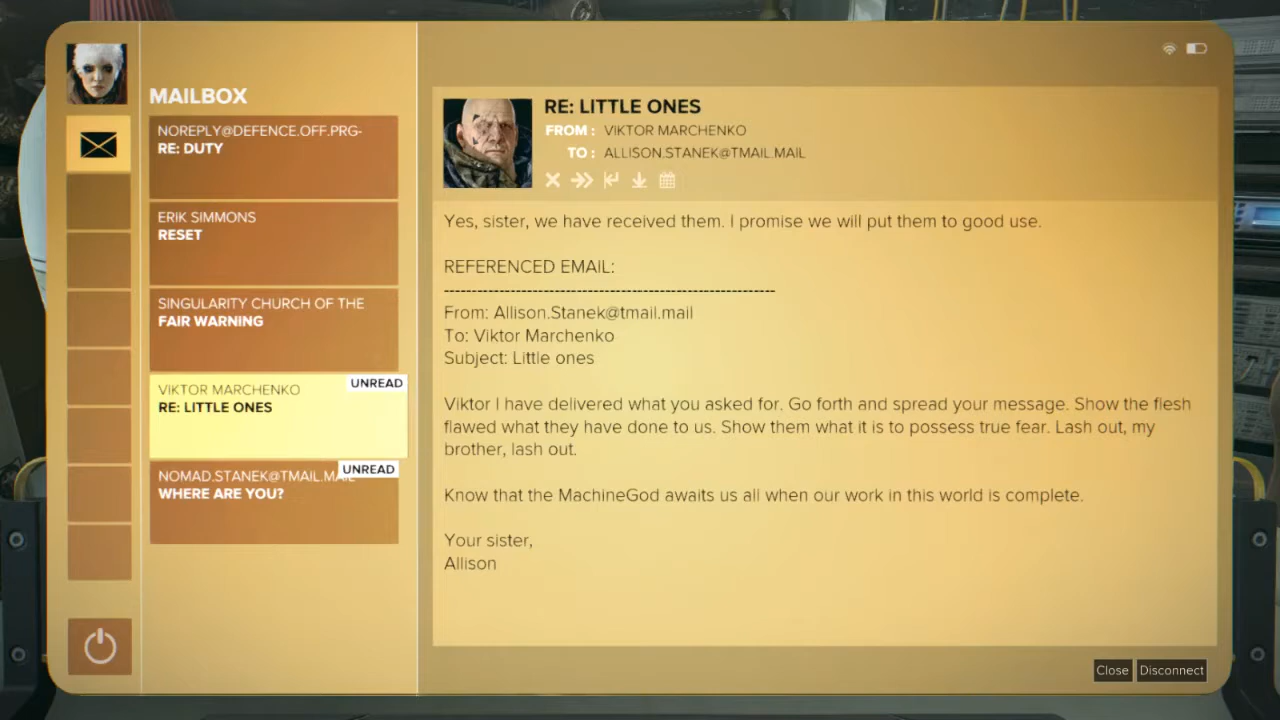 MAILBOX
NOREPLY@DEFENCE.OFF.PRG-
RE: DUTY
ERIK SIMMONS
RESET
SINGULARITY CHURCH OF THE
FAIR WARNING
VIKTOR MARCHENKO
UNREAD
RE: LITTLE ONES
NOMAD.STANEK@TMAIL.MA
UNREAD
WHERE ARE YOU?
RE: LITTLE ONES
FROM : VIKTOR MARCHENKO
TO : ALLISON.STANEK@TMAIL.MAIL
Yes, sister, we have received them. I promise we will put them to good use.
REFERENCED EMAIL:
------------------------------------------------------------
From: Allison.Stanek@tmail.mail
To: Viktor Marchenko
Subject: Little ones
Viktor I have delivered what you asked for. Go forth and spread your message. Show the flesh
flawed what they have done to us. Show them what it is to possess true fear. Lash out, my
brother, lash out.
Know that the MachineGod awaits us all when our work in this world is complete.
Your sister,
Allison
Close
Disconnect